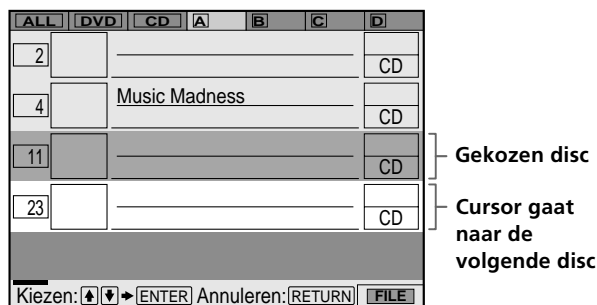 ALL DVD CD A B C D
2
CD
4 Music Madness
CD
11
CD
Gekozen disc
23
CD
Cursor gaat
naar de
volgende disc
Kiezen: ↑ ↓ → ENTER Annuleren: RETURN FILE